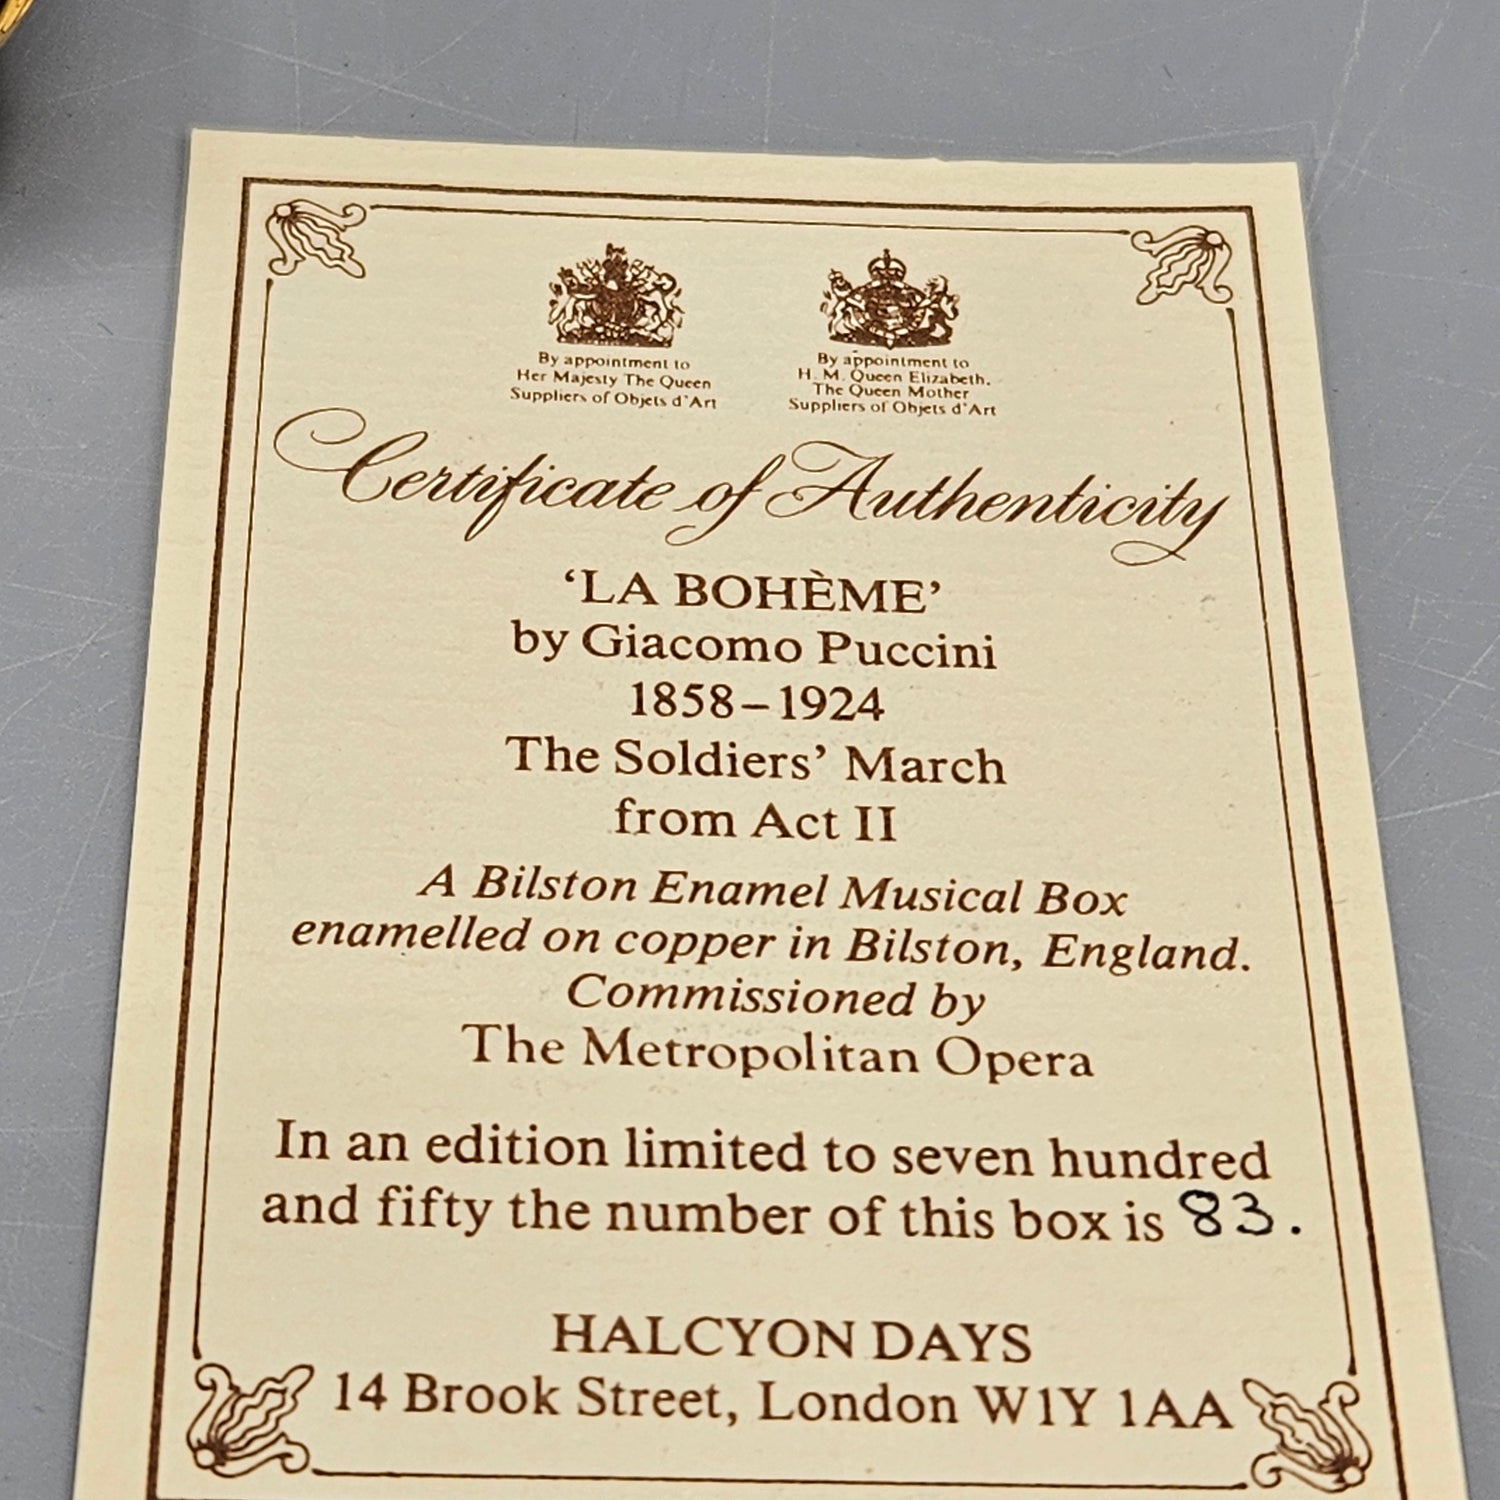 By appointment to
Her Majesty The Queen
Suppliers of Objets d'Art
By appointment to
H. M. Queen Elizabeth,
The Queen Mother
Suppliers of Objets d'Art
Certificate of Authenticity
‘LA BOHÈME’
by Giacomo Puccini
1858–1924
The Soldiers’ March
from Act II
A Bilston Enamel Musical Box
enamelled on copper in Bilston, England.
Commissioned by
The Metropolitan Opera
In an edition limited to seven hundred
and fifty the number of this box is 83.
HALCYON DAYS
14 Brook Street, London W1Y 1AA